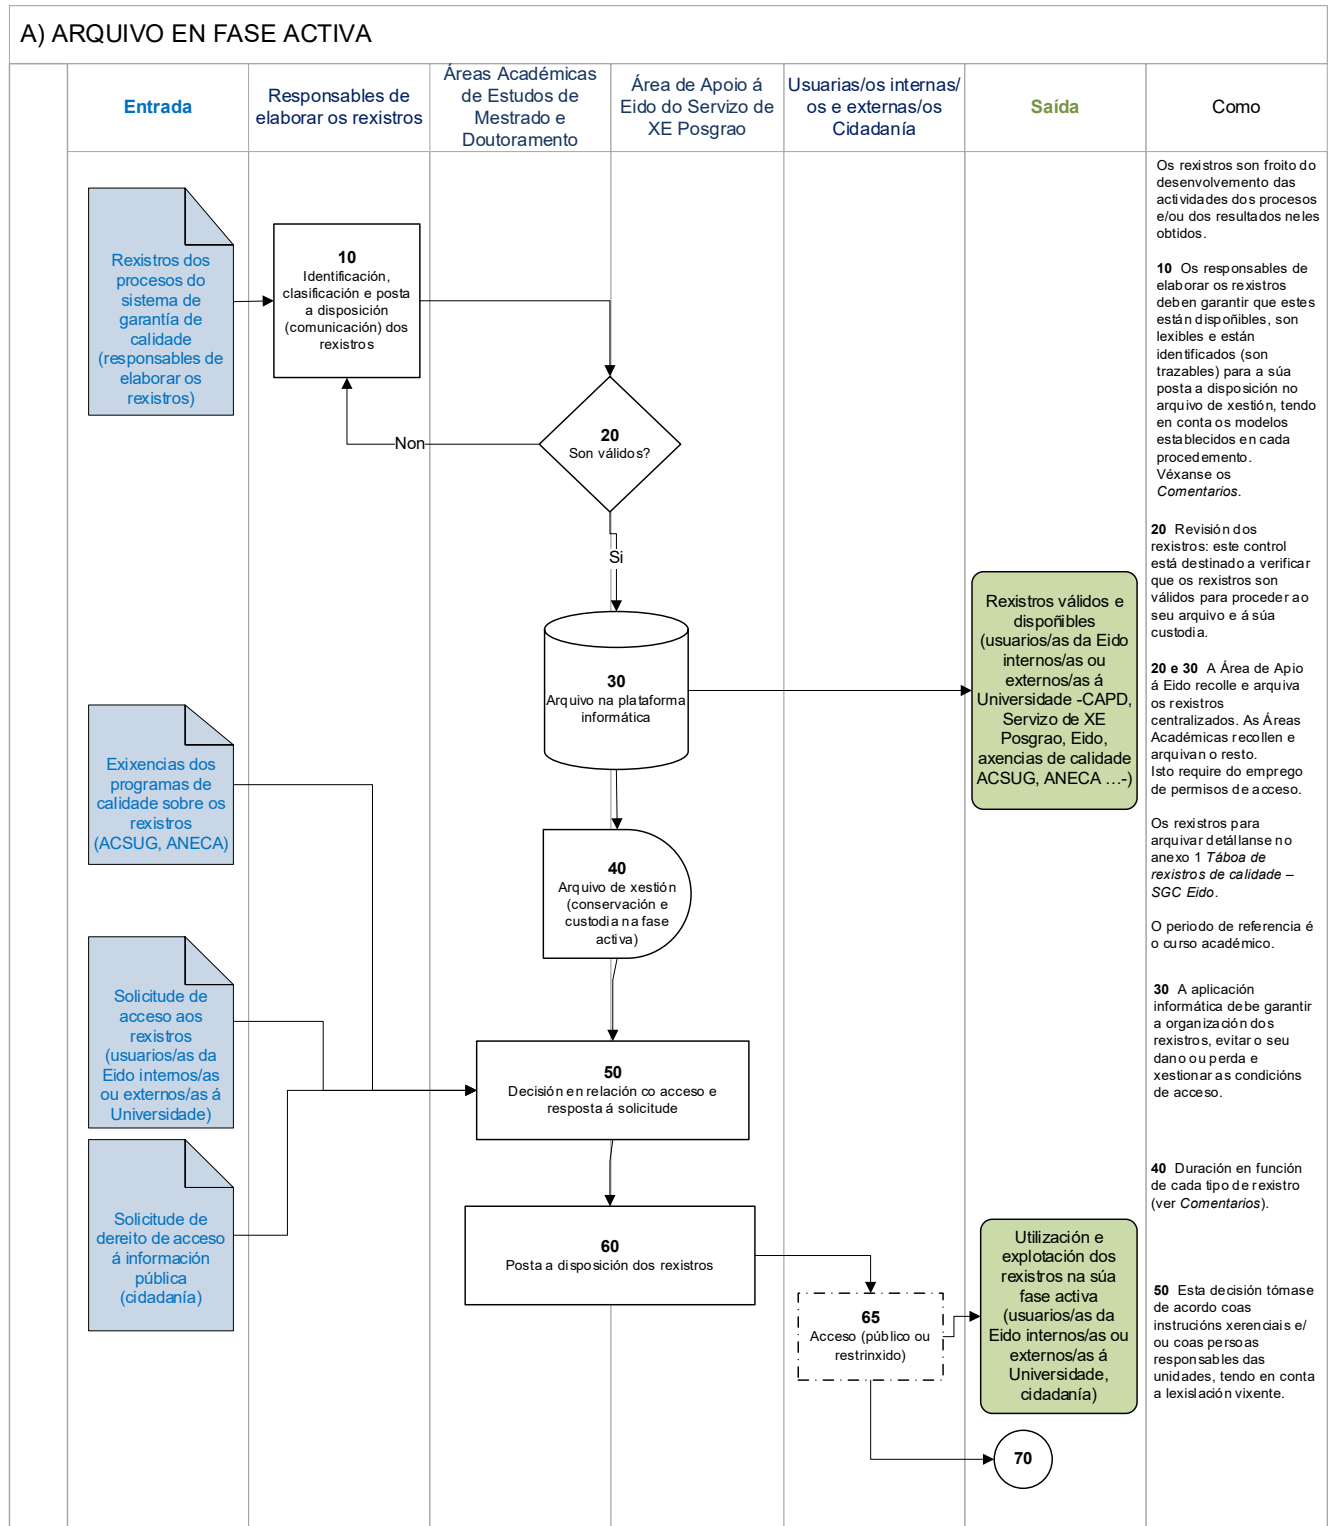 A) ARQUIVO EN FASE ACTIVA
Entrada
Responsables de
elaborar os rexistros
Áreas Académicas
de Estudos de
Mestrado e
Doutoramento
Área de Apoio á
Eido do Servizo de
XE Posgrao
Usuarias/os internas/
os e externas/os
Cidadanía
Saída
Como
Rexistros dos
procesos do
sistema de
garantía de
calidade
(responsables de
elaborar os
rexistros)
10
Identificación,
clasificación e posta
a disposición
(comunicación) dos
rexistros
20
Son válidos?
Non
Si
30
Arquivo na plataforma
informática
Rexistros válidos e
dispoñibles
(usuarios/as da Eido
internos/as ou
externos/as á
Universidade -CAPD,
Servizo de XE
Posgrao, Eido,
axencias de calidade
ACSUG, ANECA …-)
Exixencias dos
programas de
calidade sobre os
rexistros
(ACSUG, ANECA)
40
Arquivo de xestión
(conservación e
custodia na fase
activa)
Solicitude de
acceso aos
rexistros
(usuarios/as da
Eido internos/as
ou externos/as á
Universidade)
50
Decisión en relación co acceso e
resposta á solicitude
Solicitude de
dereito de acceso
á información
pública
(cidadanía)
60
Posta a disposición dos rexistros
65
Acceso (público ou
restrinxido)
Utilización e
explotación dos
rexistros na súa
fase activa
(usuarios/as da
Eido internos/as ou
externos/as á
Universidade,
cidadanía)
70
Os rexistros son froito do
desenvolvemento das
actividades dos procesos
e/ou dos resultados neles
obtidos.
10 Os responsables de
elaborar os rexistros
deben garantir que estes
están dispoñibles, son
lexibles e están
identificados (son
trazables) para a súa
posta a disposición no
arquivo de xestión, tendo
en conta os modelos
establecidos en cada
procedemento.
Véxanse os
Comentarios.
20 Revisión dos
rexistros: este control
está destinado a verificar
que os rexistros son
válidos para proceder ao
seu arquivo e á súa
custodia.
20 e 30 A Área de Apio
á Eido recolle e arquiva
os rexistros
centralizados. As Áreas
Académicas recollen e
arquivan o resto.
Isto require do emprego
de permisos de acceso.
Os rexistros para
arquivar detállanse no
anexo 1 Táboa de
rexistros de calidade –
SGC Eido.
O periodo de referencia é
o curso académico.
30 A aplicación
informática debe garantir
a organización dos
rexistros, evitar o seu
dano ou perda e
xestionar as condicións
de acceso.
40 Duración en función
de cada tipo de rexistro
(ver Comentarios).
50 Esta decisión tómase
de acordo coas
instrucións xerenciais e/
ou coas persoas
responsables das
unidades, tendo en conta
a lexislación vixente.